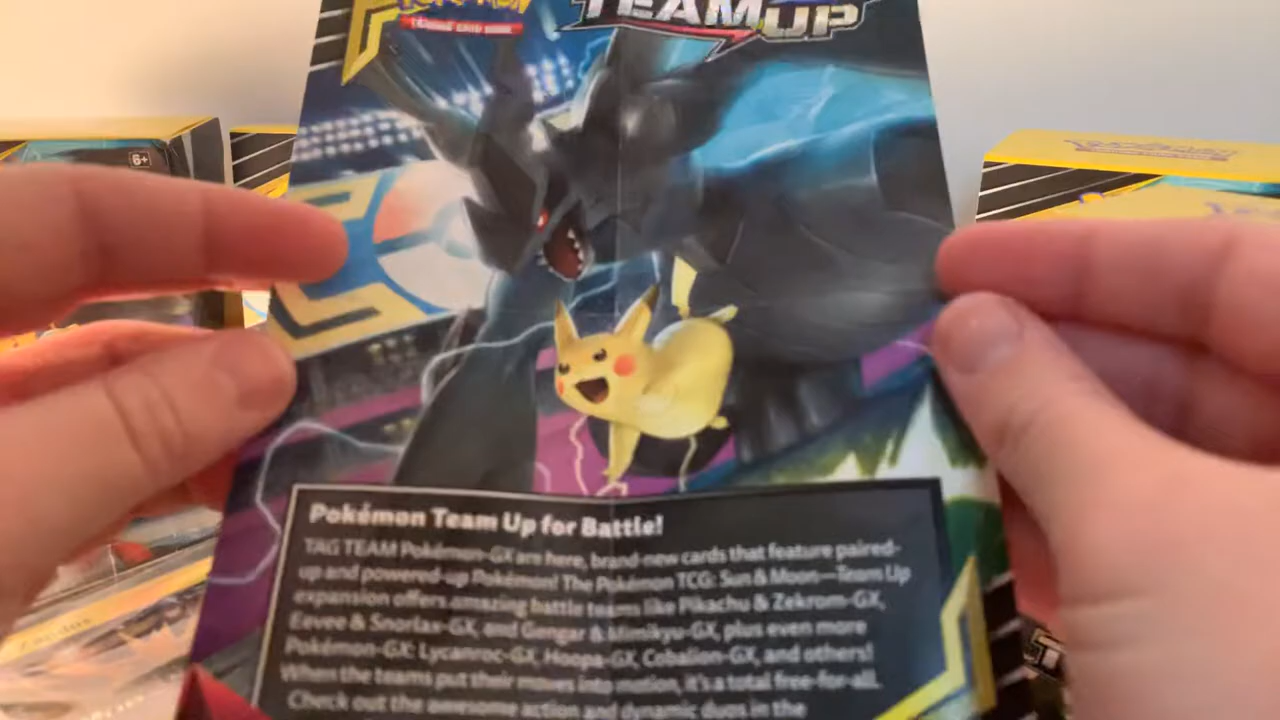 Pokémon
TRADING CARD GAME
TEAM UP
6+
Pokémon Team Up for Battle!
TAG TEAM Pokémon-GX are here, brand-new cards that feature paired-
up and powered-up Pokémon! The Pokémon TCG: Sun & Moon—Team Up
expansion offers amazing battle teams like Pikachu & Zekrom-GX,
Eevee & Snorlax-GX, and Gengar & Mimikyu-GX, plus even more
Pokémon-GX: Lycanroc-GX, Hoopa-GX, Cobalion-GX, and others!
When the teams put their moves into motion, it's a total free-for-all.
Check out the awesome action and dynamic duos in the